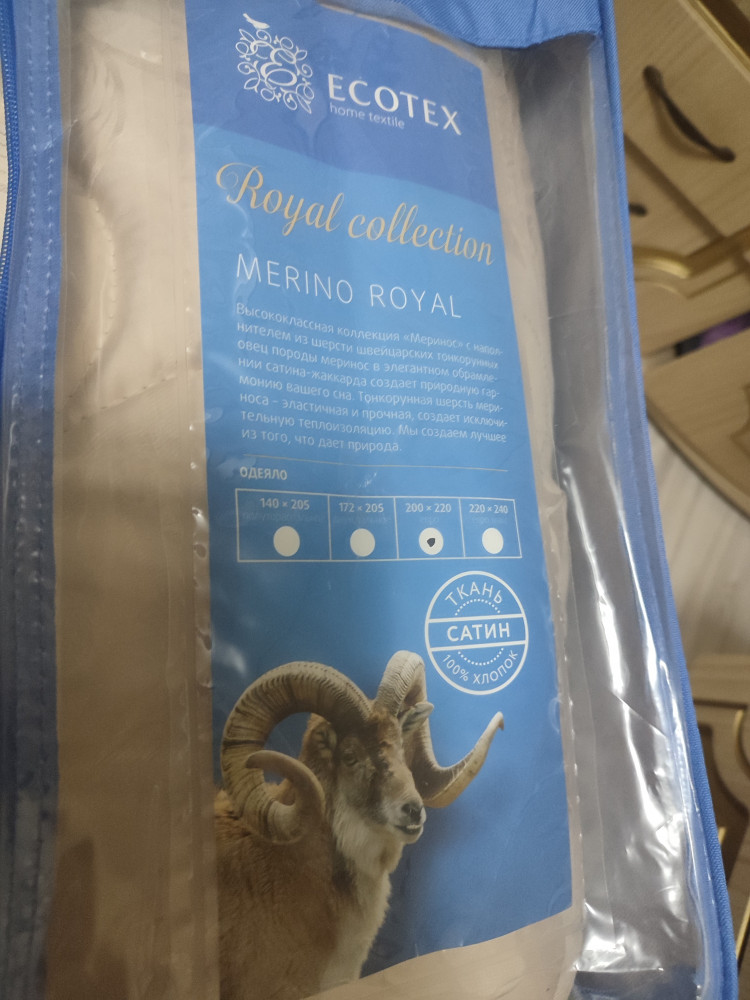 ECOTEX
home textile
Royal collection
MERINO ROYAL
Высококлассная коллекция «Меринос» с напол-
нителем из шерсти швейцарских тонкорунных
овец породы меринос в элегантном обрамле-
нии сатина-жаккарда создает природную гар-
монию вашего сна. Тонкорунная шерсть мери-
носа – эластичная и прочная, создает исключи-
тельную теплоизоляцию. Мы создаем лучшее
из того, что дает природа.
ОДЕЯЛО
140 × 205 172 × 205 200 × 220 220 × 240
ТКАНЬ
САТИН
100% ХЛОПОК